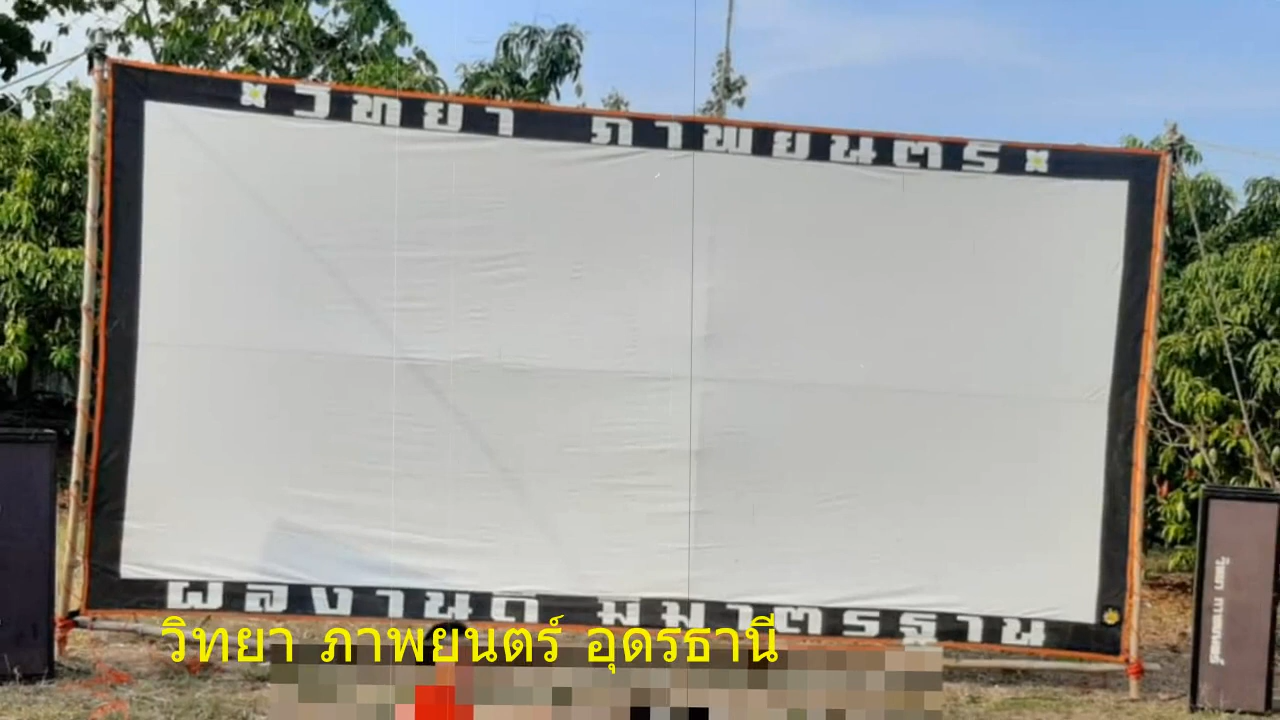 วิทยา ภาพยนตร์
ผลงานดี มีมาตรฐาน
วิทยา ภาพยนตร์ อุดรธานี